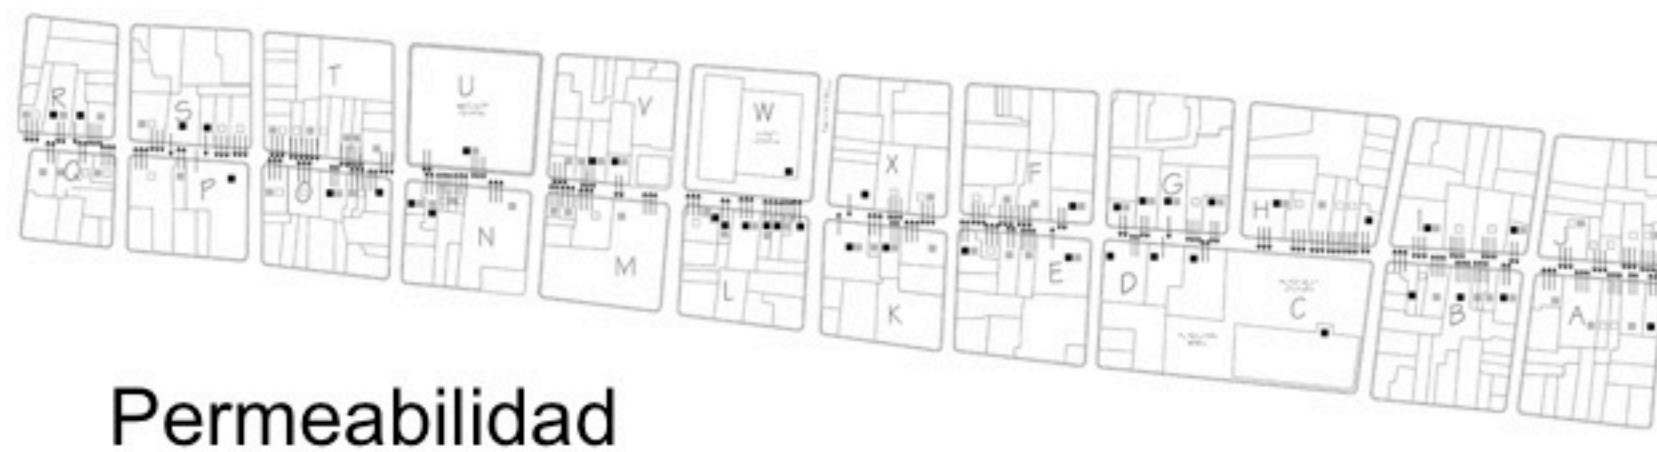 R S T U V W X F G H I J
Q P O N M L K E D C B A
Permeabilidad